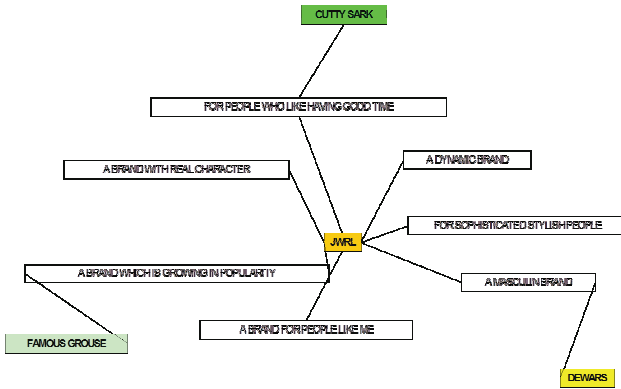 CUTTY SARK
FOR PEOPLE WHO LIKE HAVING GOOD TIME
A DYNAMIC BRAND
A BRAND WITH REAL CHARACTER
FOR SOPHISTICATED STYLISH PEOPLE
JWRL
A BRAND WHICH IS GROWING IN POPULARITY
A MASCULIN BRAND
A BRAND FOR PEOPLE LIKE ME
FAMOUS GROUSE
DEWARS